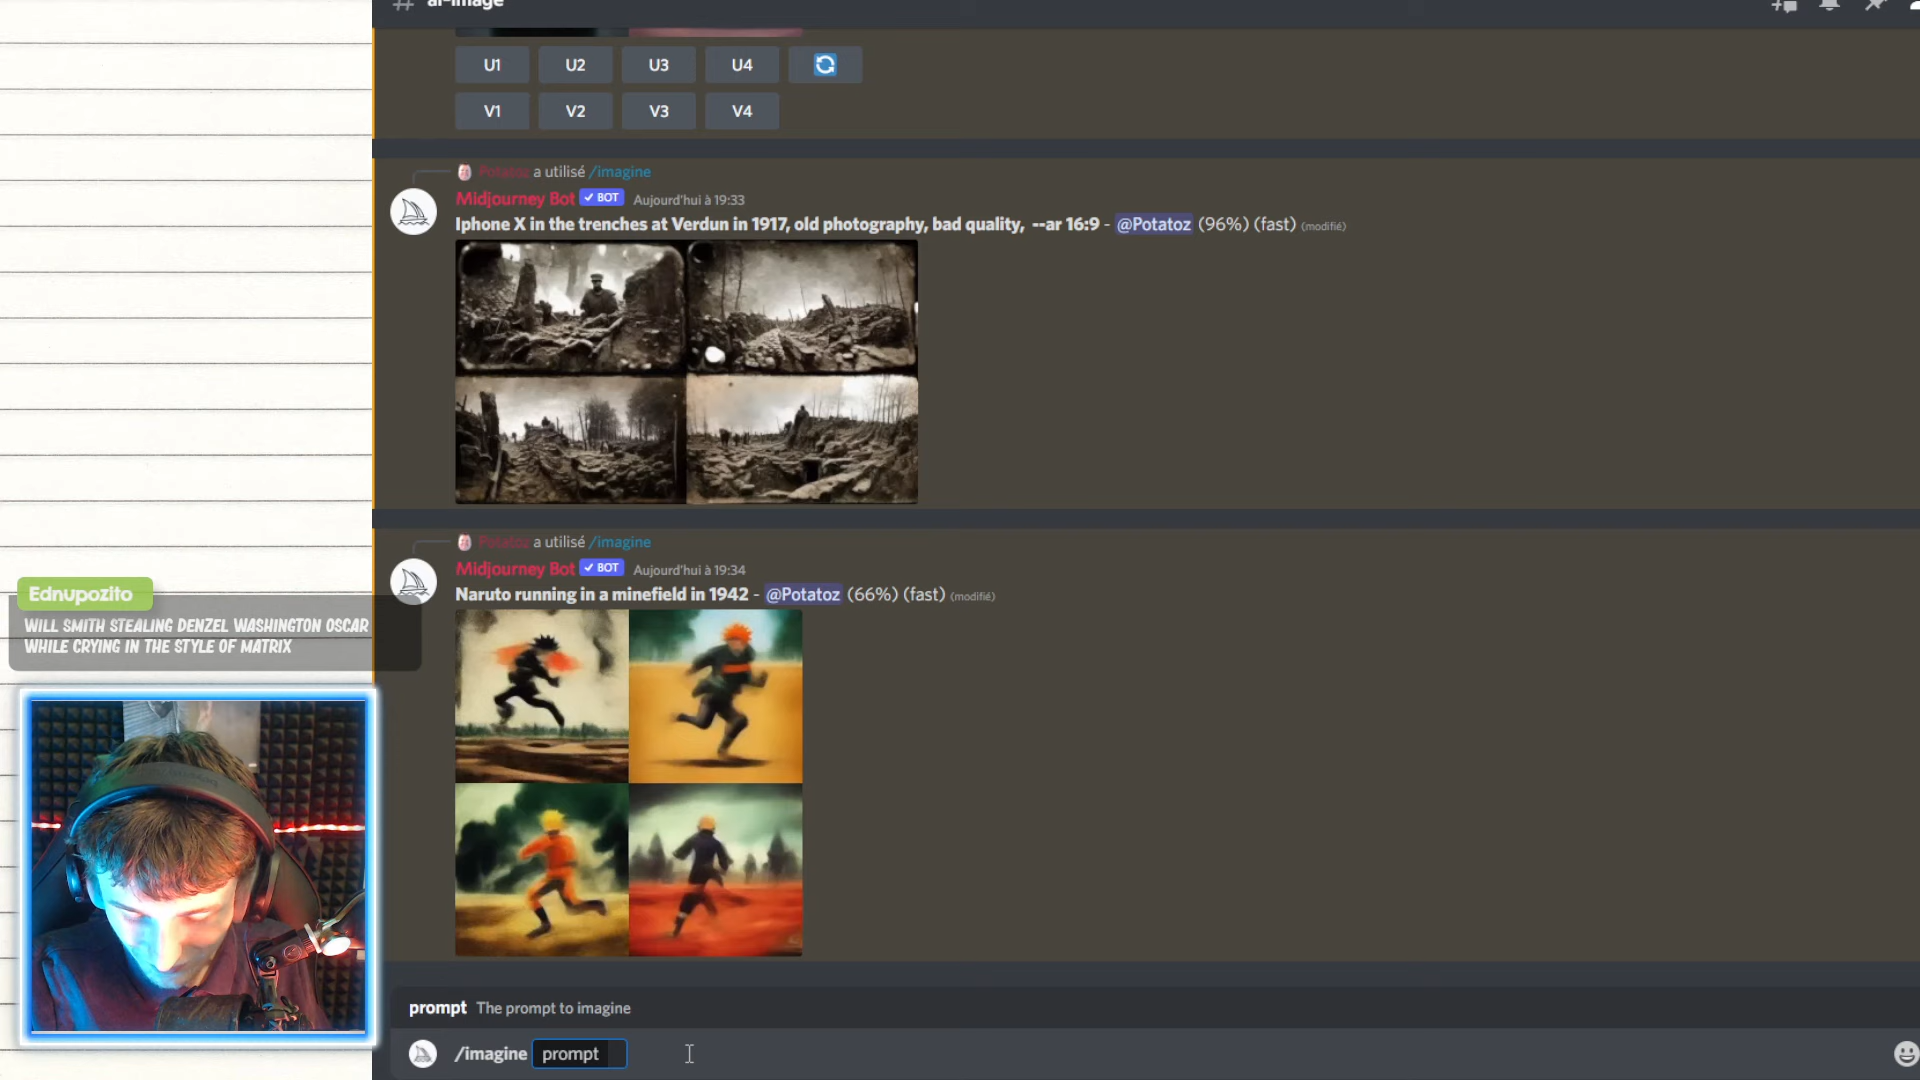 ai-image
U1 U2 U3 U4
V1 V2 V3 V4
Potatoz a utilisé /imagine
Midjourney Bot ✓ BOT Aujourd'hui à 19:33
Iphone X in the trenches at Verdun in 1917, old photography, bad quality, --ar 16:9 - @Potatoz (96%) (fast) (modifié)
Potatoz a utilisé /imagine
Midjourney Bot ✓ BOT Aujourd'hui à 19:34
Naruto running in a minefield in 1942 - @Potatoz (66%) (fast) (modifié)
Ednupozito
WILL SMITH STEALING DENZEL WASHINGTON OSCAR
WHILE CRYING IN THE STYLE OF MATRIX
prompt The prompt to imagine
/imagine prompt